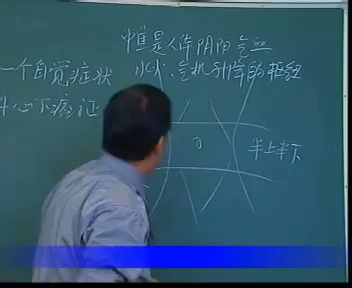 中焦是人体阴阳气血
一个自觉症状
水火、气机升降的枢纽
心下痞证
半上半下